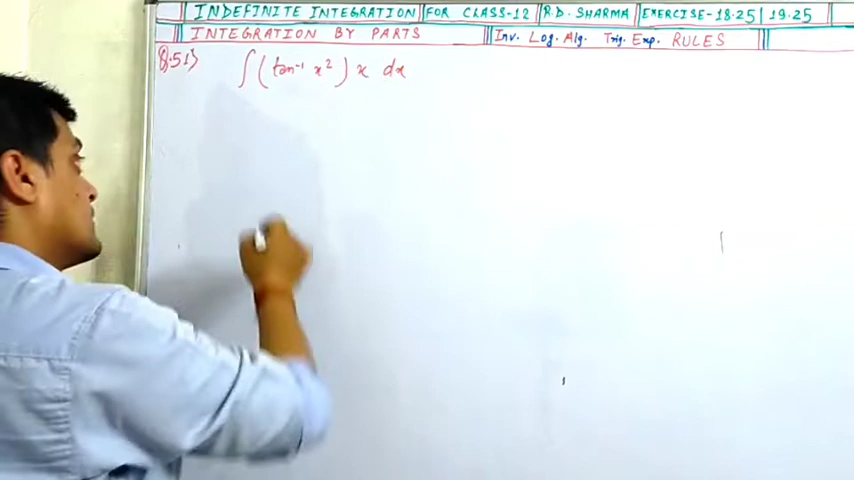 INDEFINITE INTEGRATION FOR CLASS-12 R.D. SHARMA EXERCISE-18.25 | 19.25
INTEGRATION BY PARTS Inv. Log. Alg. Trig. Exp. RULES
Q.51) ∫ (tan⁻¹ x²) x dx